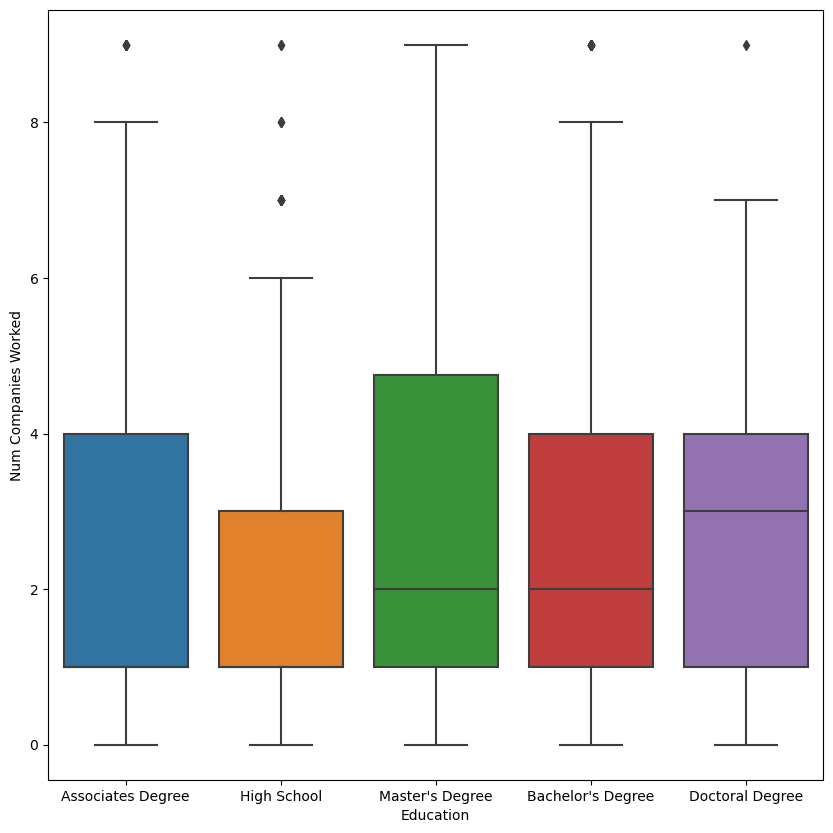 Num Companies Worked
8
6
4
2
0
Associates Degree High School Master's Degree Bachelor's Degree Doctoral Degree
Education